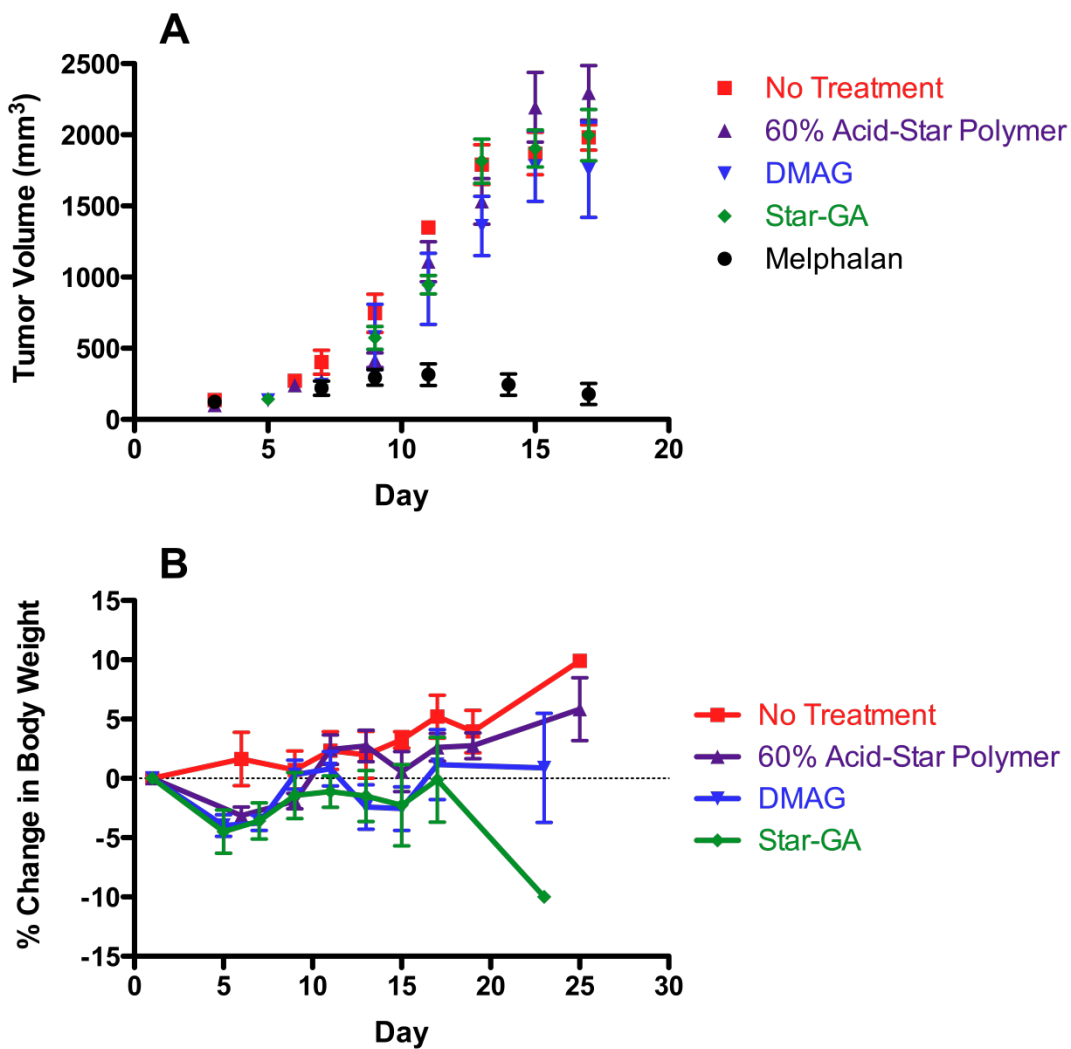 A
Tumor Volume (mm³)
2500
2000
1500
1000
500
0
0 5 10 15 20
Day
No Treatment
60% Acid-Star Polymer
DMAG
Star-GA
Melphalan
B
% Change in Body Weight
15
10
5
0
-5
-10
-15
0 5 10 15 20 25 30
Day
No Treatment
60% Acid-Star Polymer
DMAG
Star-GA